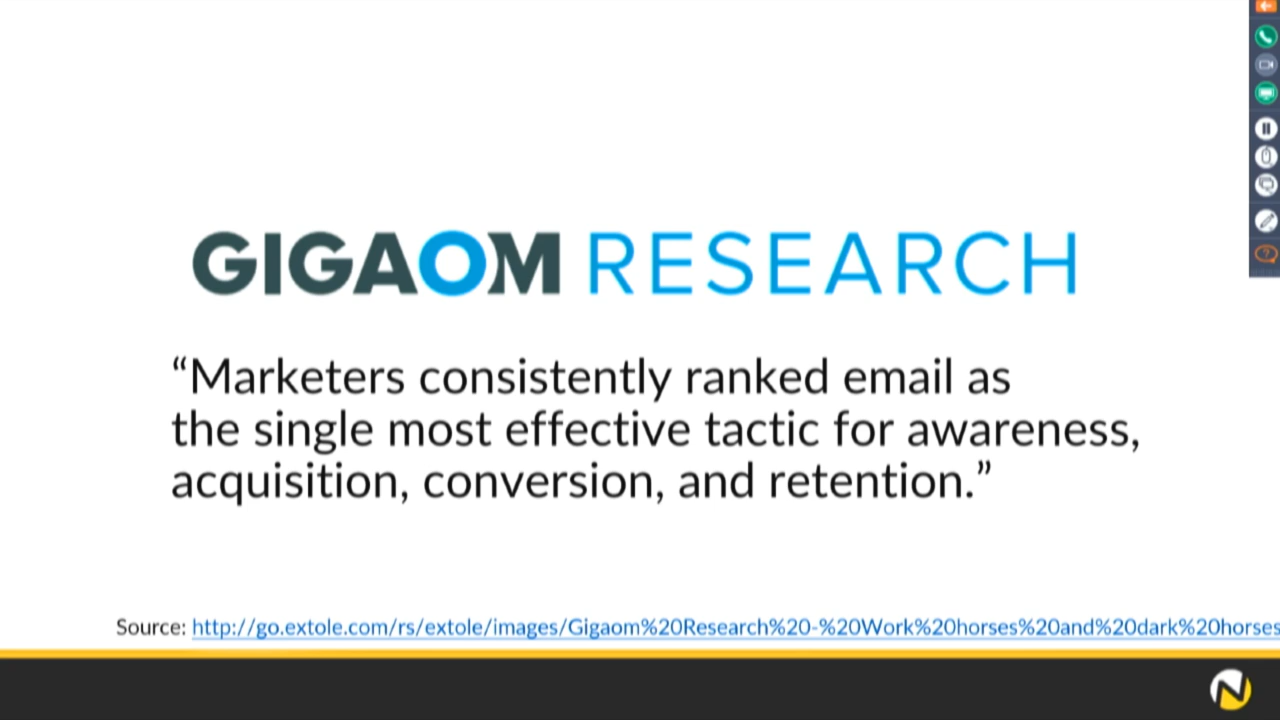 GIGAOM RESEARCH
“Marketers consistently ranked email as
the single most effective tactic for awareness,
acquisition, conversion, and retention.”
Source: http://go.extole.com/rs/extole/images/Gigaom%20Research%20-%20Work%20horses%20and%20dark%20horses